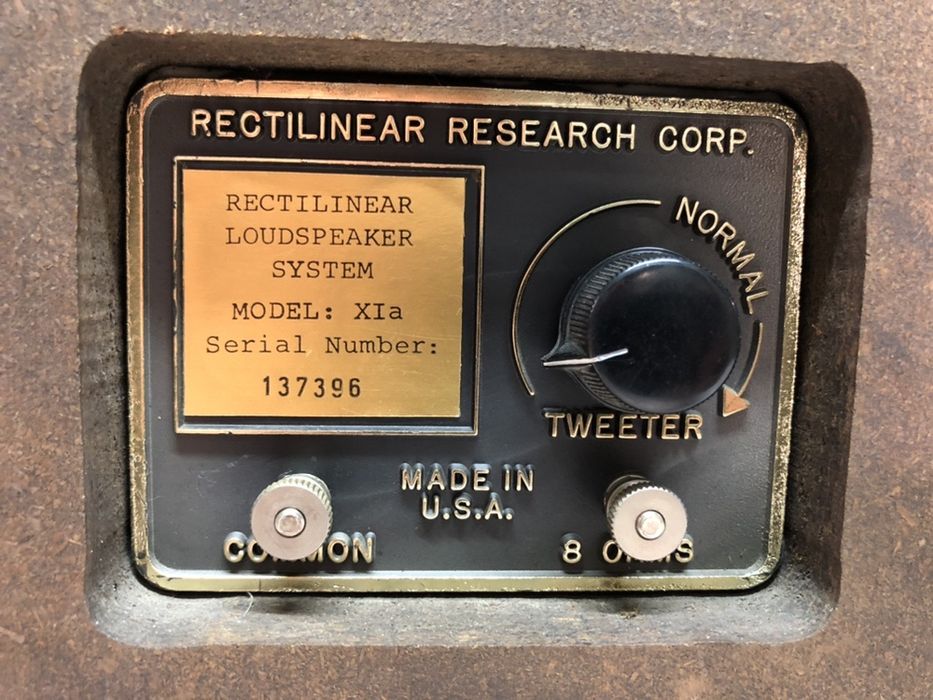 RECTILINEAR RESEARCH CORP.
RECTILINEAR
LOUDSPEAKER
SYSTEM
MODEL: XIa
Serial Number:
137396
NORMAL
TWEETER
MADE IN
U.S.A.
COMMON
8 OHMS